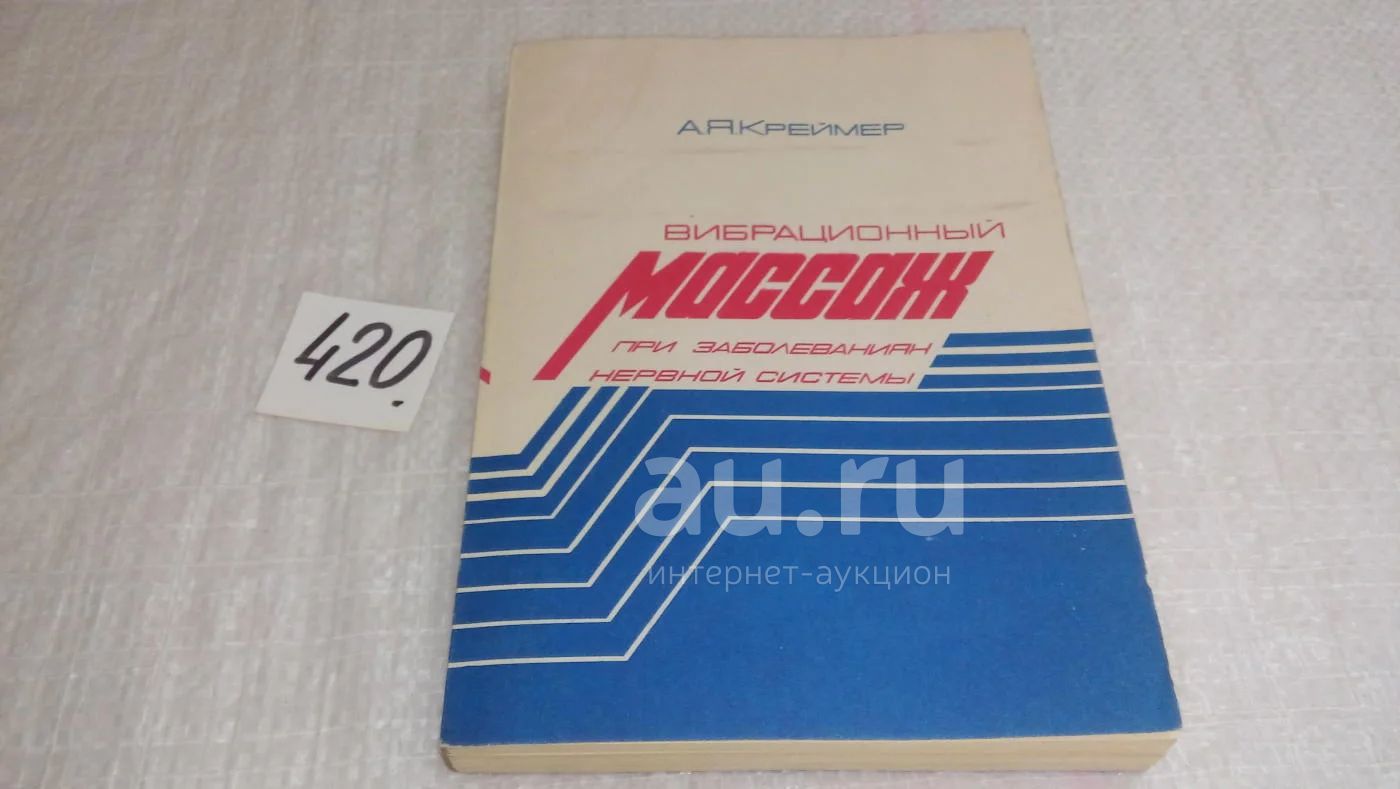 А.Я.КРЕЙМЕР
ВИБРАЦИОННЫЙ
массаж
ПРИ ЗАБОЛЕВАНИЯХ
НЕРВНОЙ СИСТЕМЫ
420.
au.ru
интернет-аукцион